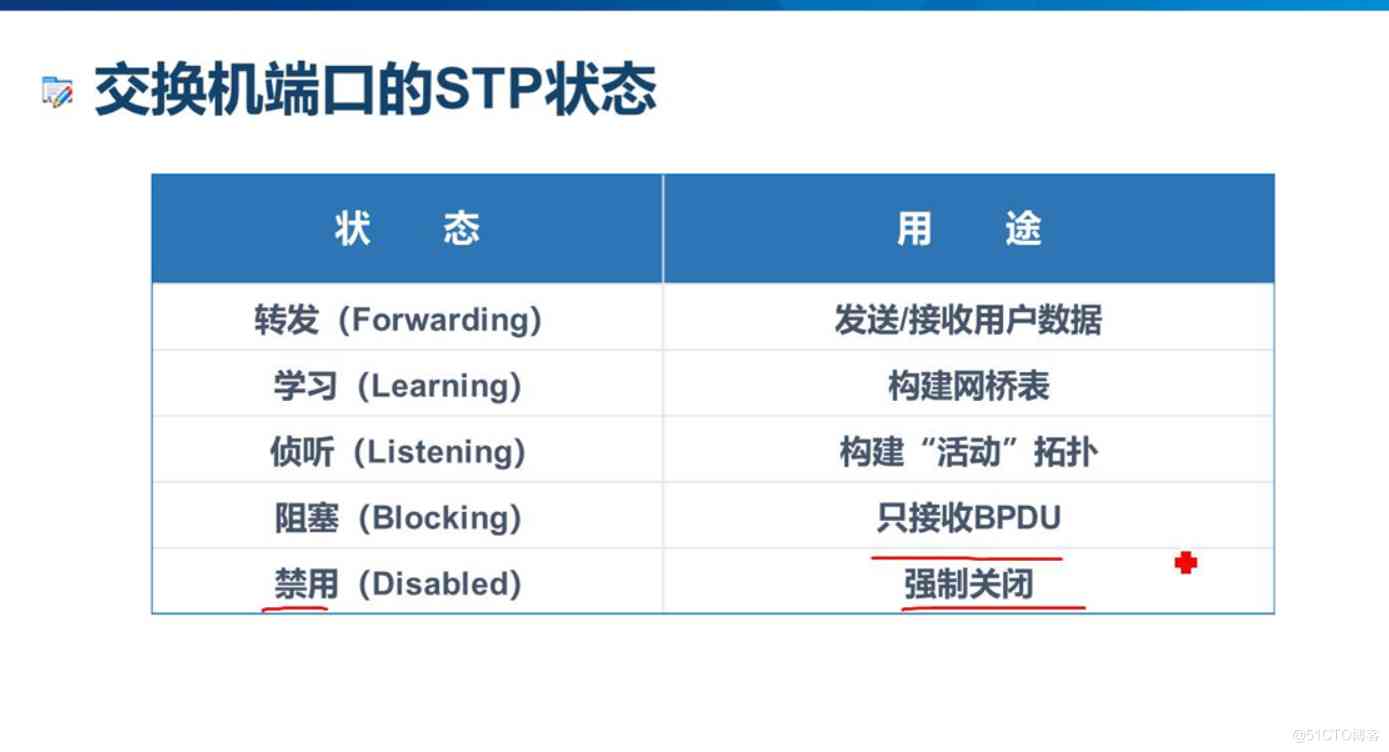 交换机端口的STP状态
状 态 用 途
转发（Forwarding） 发送/接收用户数据
学习（Learning） 构建网桥表
侦听（Listening） 构建“活动”拓扑
阻塞（Blocking） 只接收BPDU
禁用（Disabled） 强制关闭
@51CTO博客